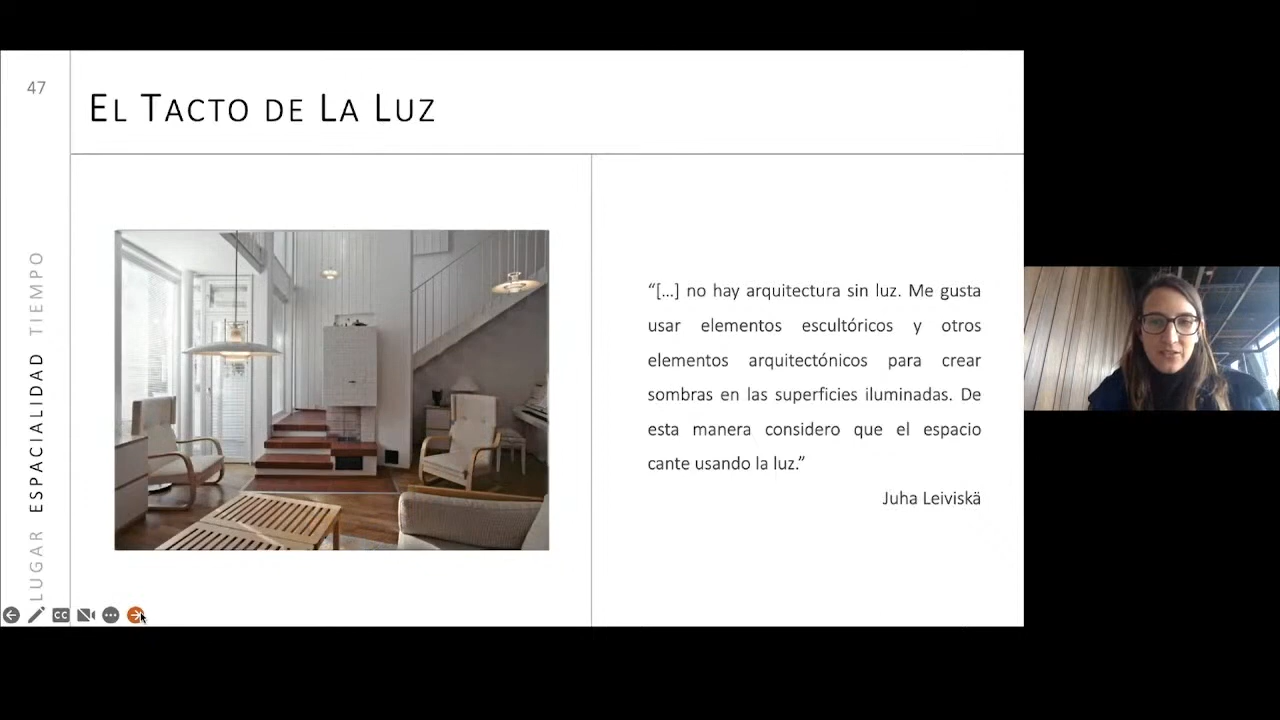 47
EL TACTO DE LA LUZ
LUGAR ESPACIALIDAD TIEMPO
“[...] no hay arquitectura sin luz. Me gusta
usar elementos escultóricos y otros
elementos arquitectónicos para crear
sombras en las superficies iluminadas. De
esta manera considero que el espacio
cante usando la luz.”
Juha Leiviskä
CC